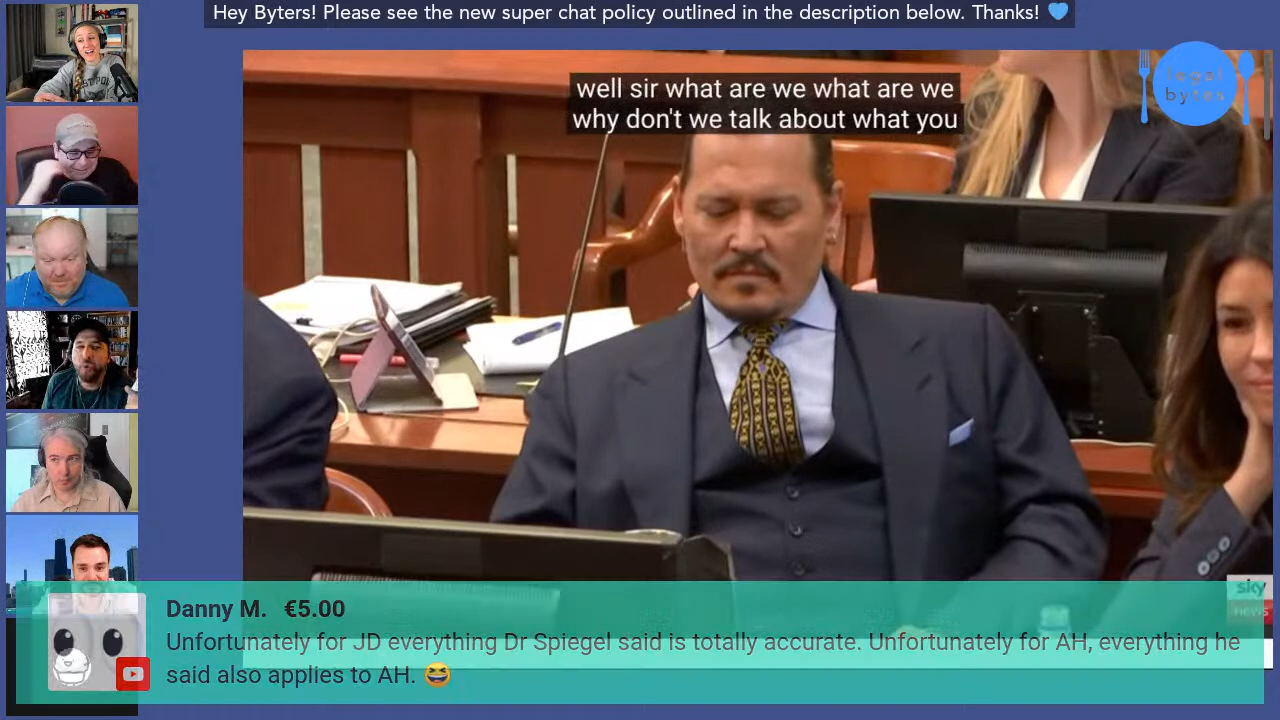 Hey Byters! Please see the new super chat policy outlined in the description below. Thanks! 💙
legal
bytes
well sir what are we what are we
why don't we talk about what you
sky
news
Danny M. €5.00
Unfortunately for JD everything Dr Spiegel said is totally accurate. Unfortunately for AH, everything he
said also applies to AH. 😆